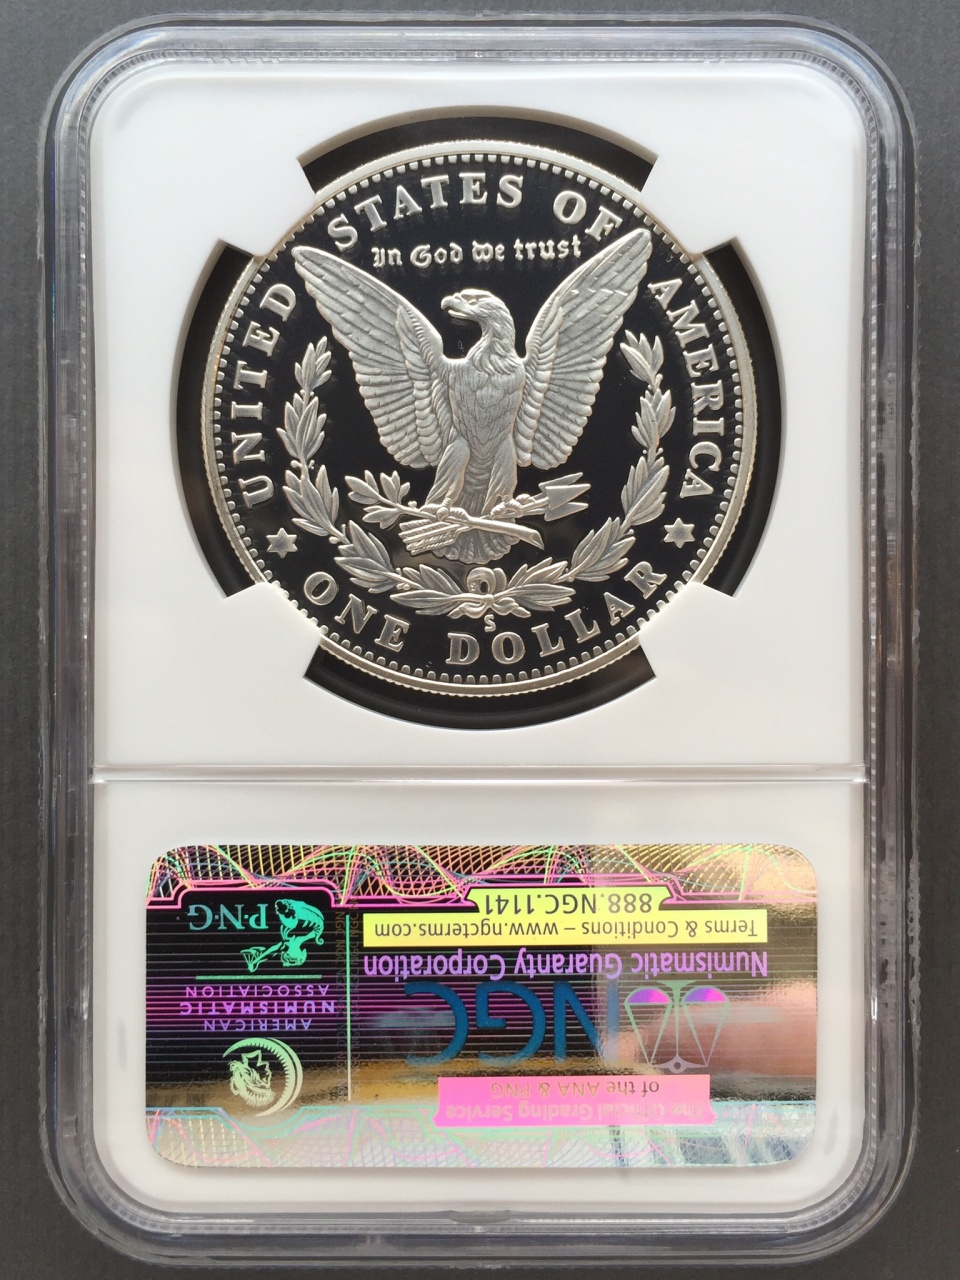 UNITED STATES OF AMERICA
In God we trust
S
ONE DOLLAR
The Official Grading Service
of the ANA & PNG
NGC
Numismatic Guaranty Corporation
Terms & Conditions – www.ngcterms.com
888.NGC.1141
AMERICAN
NUMISMATIC
ASSOCIATION
P·N·G